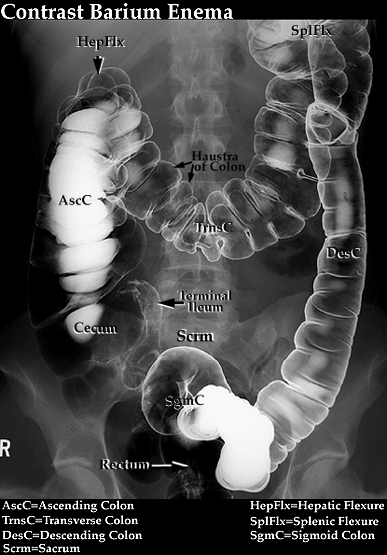 Contrast Barium Enema
SplFlx
HepFlx
Haustra
of Colon
AscC
TrnsC
DesC
Terminal
Ileum
Cecum
Scrm
SgmC
R
Rectum
AscC=Ascending Colon
HepFlx=Hepatic Flexure
TrnsC=Transverse Colon
SplFlx=Splenic Flexure
DesC=Descending Colon
SgmC=Sigmoid Colon
Scrm=Sacrum